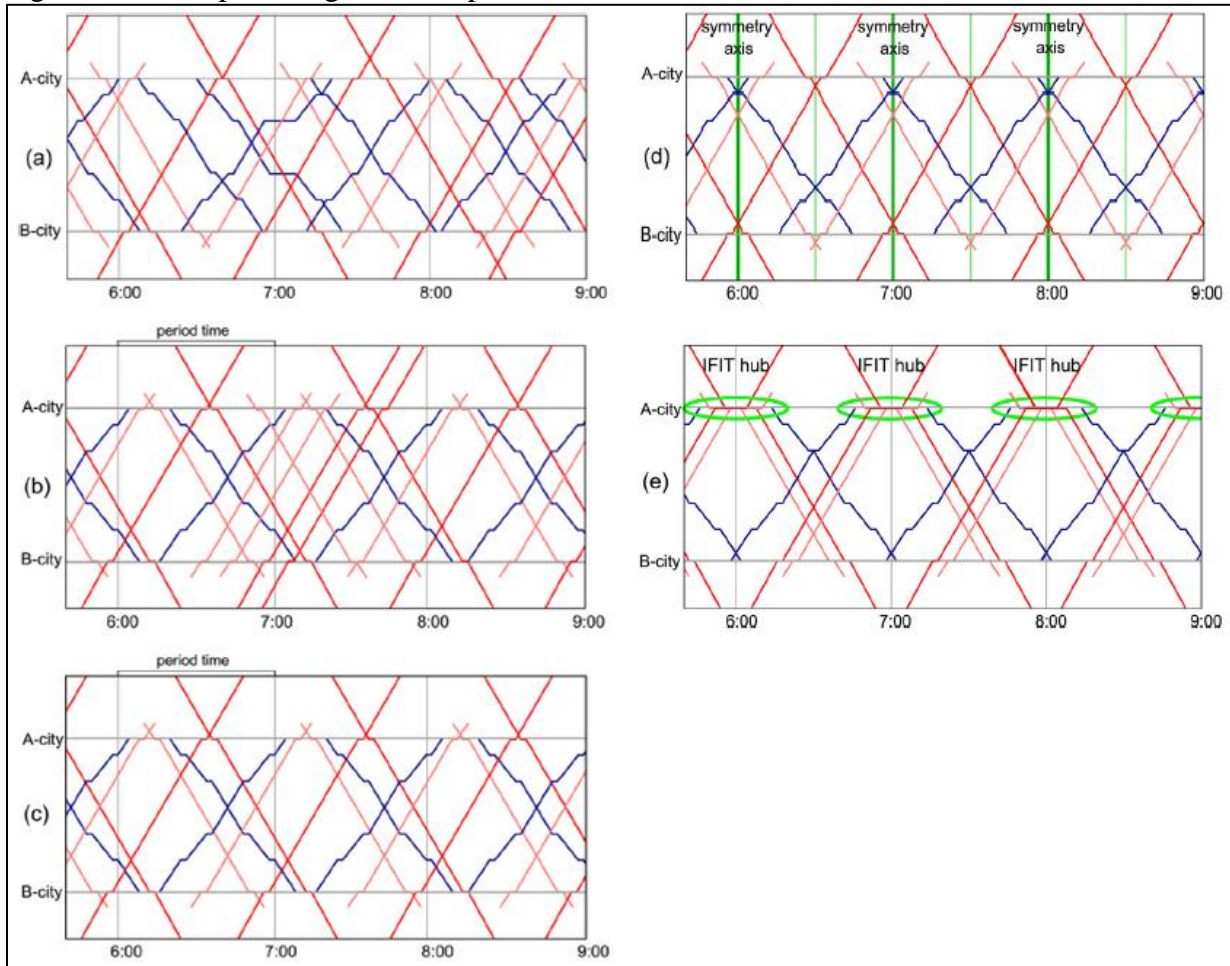 A-city
(a)
B-city
6:00 7:00 8:00 9:00
period time
A-city
(b)
B-city
6:00 7:00 8:00 9:00
period time
A-city
(c)
B-city
6:00 7:00 8:00 9:00
symmetry axis symmetry axis symmetry axis
A-city
(d)
B-city
6:00 7:00 8:00 9:00
IFIT hub IFIT hub IFIT hub
A-city
(e)
B-city
6:00 7:00 8:00 9:00